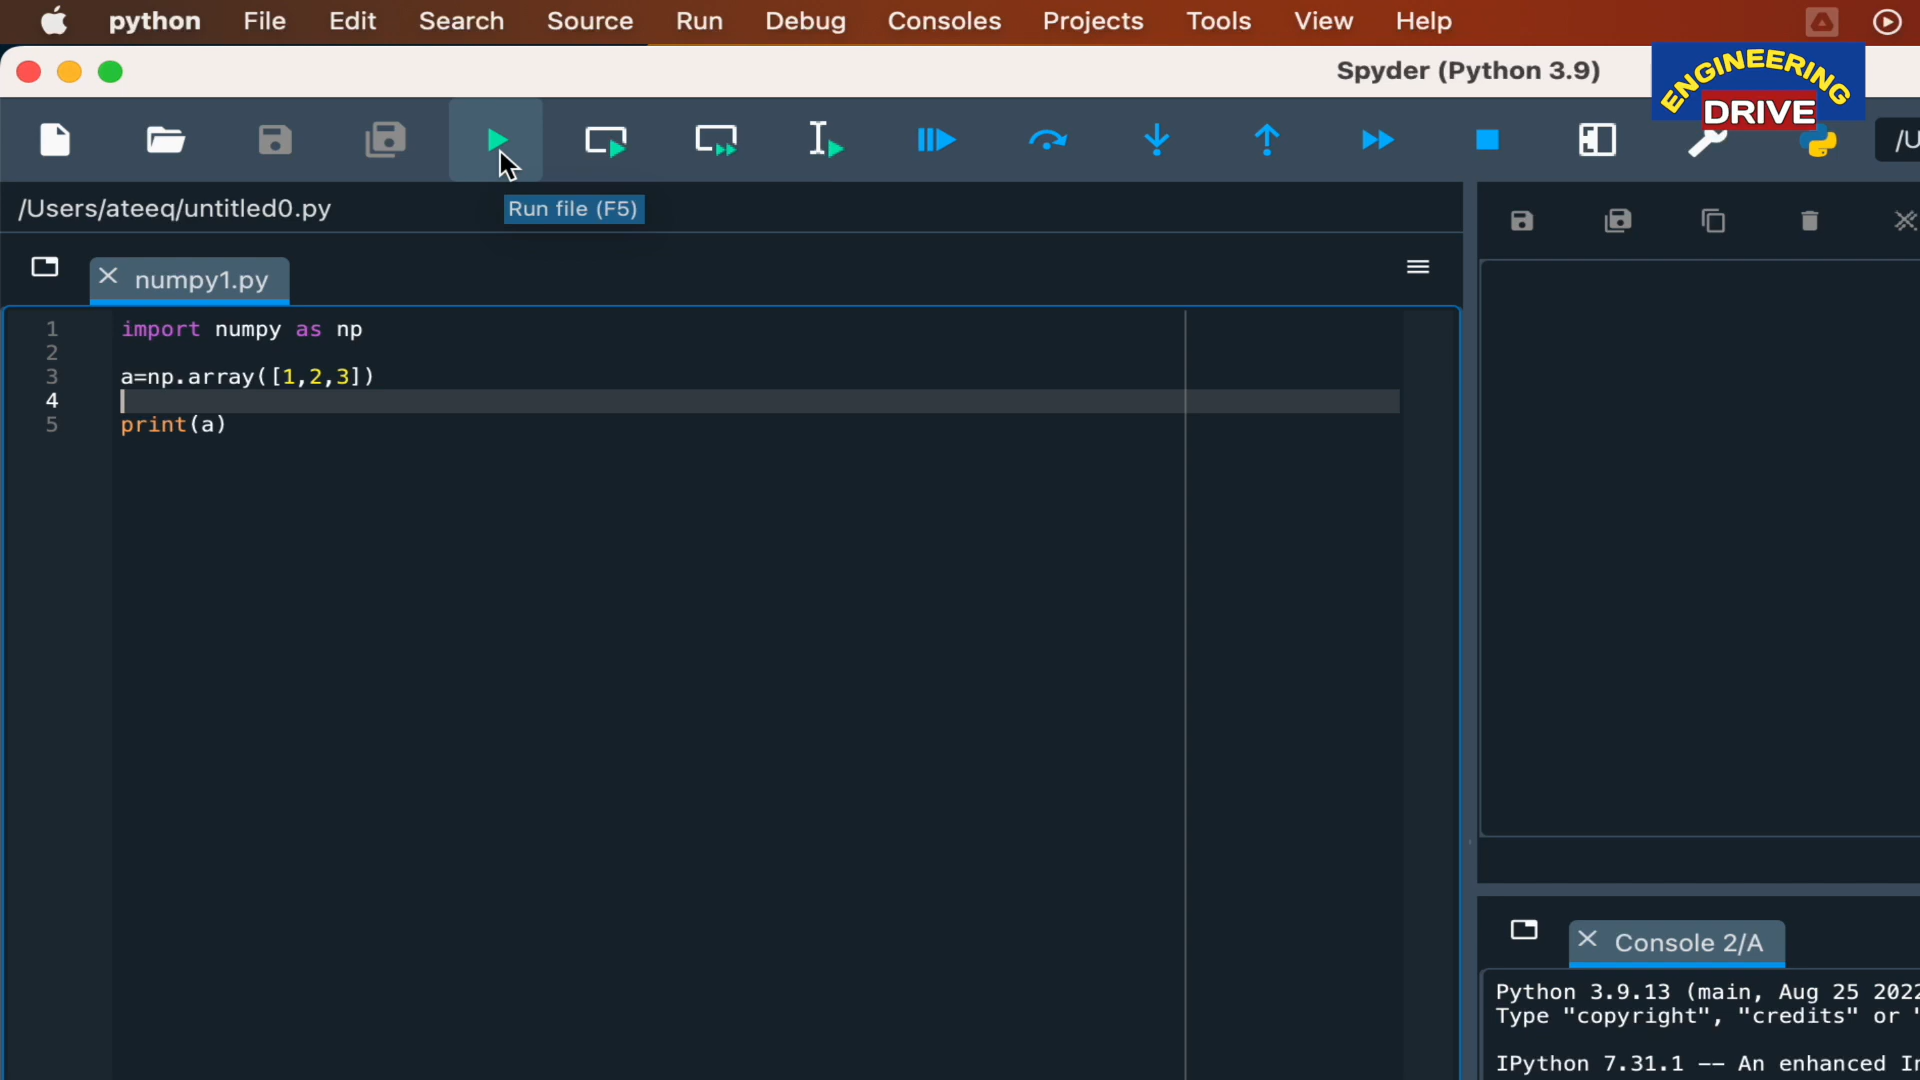 python File Edit Search Source Run Debug Consoles Projects Tools View Help
Spyder (Python 3.9)
ENGINEERING
DRIVE
/U
/Users/ateeq/untitled0.py
Run file (F5)
numpy1.py
1 import numpy as np
2
3 a=np.array([1,2,3])
4
5 print(a)
Console 2/A
Python 3.9.13 (main, Aug 25 2022
Type "copyright", "credits" or "
IPython 7.31.1 -- An enhanced In